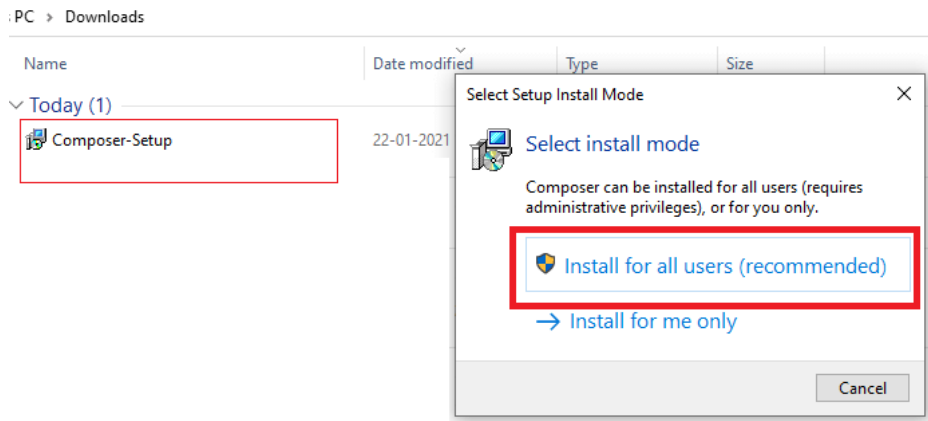 PC > Downloads
Name Date modified Type Size
Today (1)
Composer-Setup 22-01-2021
Select Setup Install Mode
Select install mode
Composer can be installed for all users (requires
administrative privileges), or for you only.
Install for all users (recommended)
Install for me only
Cancel